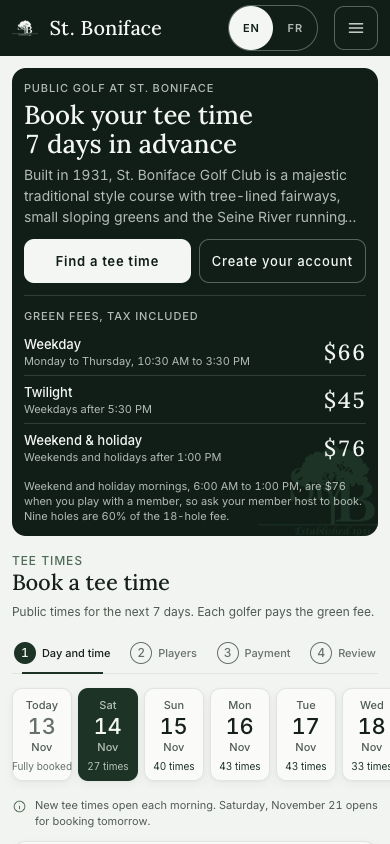 St. Boniface
EN
FR
PUBLIC GOLF AT ST. BONIFACE
Book your tee time
7 days in advance
Built in 1931, St. Boniface Golf Club is a majestic
traditional style course with tree-lined fairways,
small sloping greens and the Seine River running...
Find a tee time
Create your account
GREEN FEES, TAX INCLUDED
Weekday
Monday to Thursday, 10:30 AM to 3:30 PM
$66
Twilight
Weekdays after 5:30 PM
$45
Weekend & holiday
Weekends and holidays after 1:00 PM
$76
Weekend and holiday mornings, 6:00 AM to 1:00 PM, are $76
when you play with a member, so ask your member host to book.
Nine holes are 60% of the 18-hole fee.
TEE TIMES
Book a tee time
Public times for the next 7 days. Each golfer pays the green fee.
1 Day and time
2 Players
3 Payment
4 Review
Today
13
Nov
Fully booked
Sat
14
Nov
27 times
Sun
15
Nov
40 times
Mon
16
Nov
43 times
Tue
17
Nov
43 times
Wed
18
Nov
33 times
New tee times open each morning. Saturday, November 21 opens
for booking tomorrow.